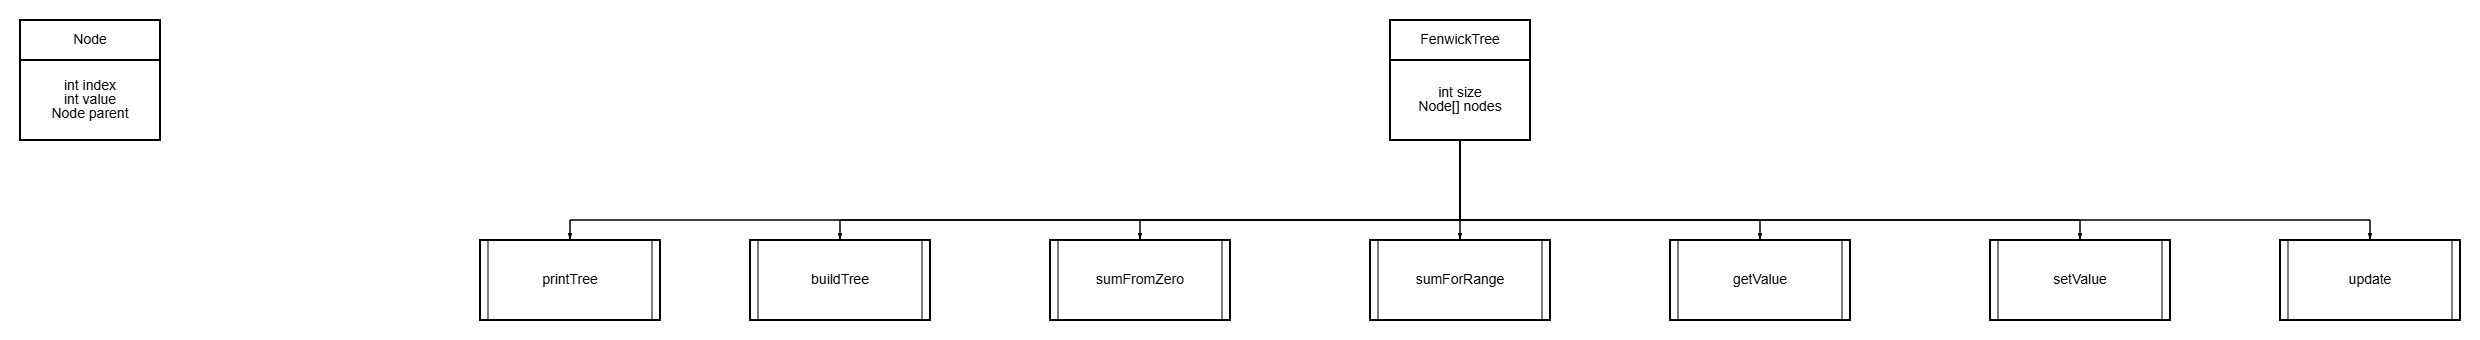 Node
int index
int value
Node parent
FenwickTree
int size
Node[] nodes
printTree
buildTree
sumFromZero
sumForRange
getValue
setValue
update